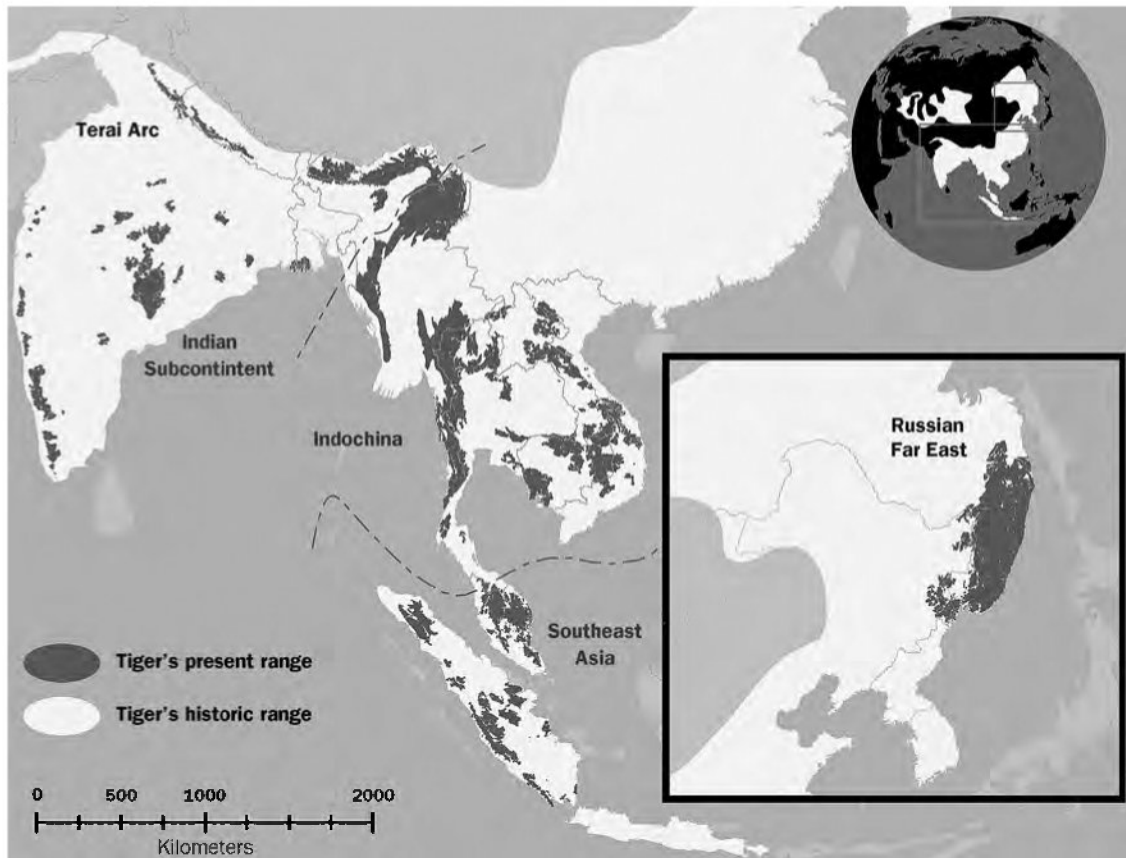 Terai Arc
Indian
Subcontintent
Indochina
Russian
Far East
Southeast
Asia
Tiger's present range
Tiger's historic range
0 500 1000 2000
Kilometers